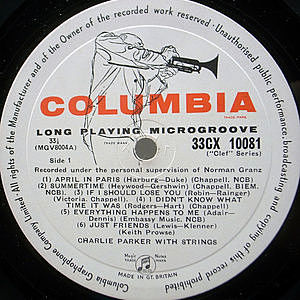 All rights of the Manufacturer and of the Owner of the recorded work reserved · Unauthorised public performance, broadcasting and copying of this record prohibited
Columbia Graphophone Company Limited
COLUMBIA
TRADE MARK
LONG PLAYING MICROGROOVE
33⅓
TRADE MARK
33CX 10081
(MGV8004A)
("Clef" Series)
Side 1
Recorded under the personal supervision of Norman Granz
(1) APRIL IN PARIS (Harburg—Duke) (Chappell. NCB)
(2) SUMMERTIME (Heywood—Gershwin) (Chappell. BIEM.
NCB). (3) IF I SHOULD LOSE YOU (Robin—Rainger)
(Victoria. Chappell). (4) I DIDN'T KNOW WHAT
TIME IT WAS (Rodgers—Hart) (Chappell)
(5) EVERYTHING HAPPENS TO ME (Adair—
Dennis) (Embassy Music. NCB)
(6) JUST FRIENDS (Lewis—Klenner)
(Keith Prowse)
CHARLIE PARKER WITH STRINGS
MADE IN GT. BRITAIN